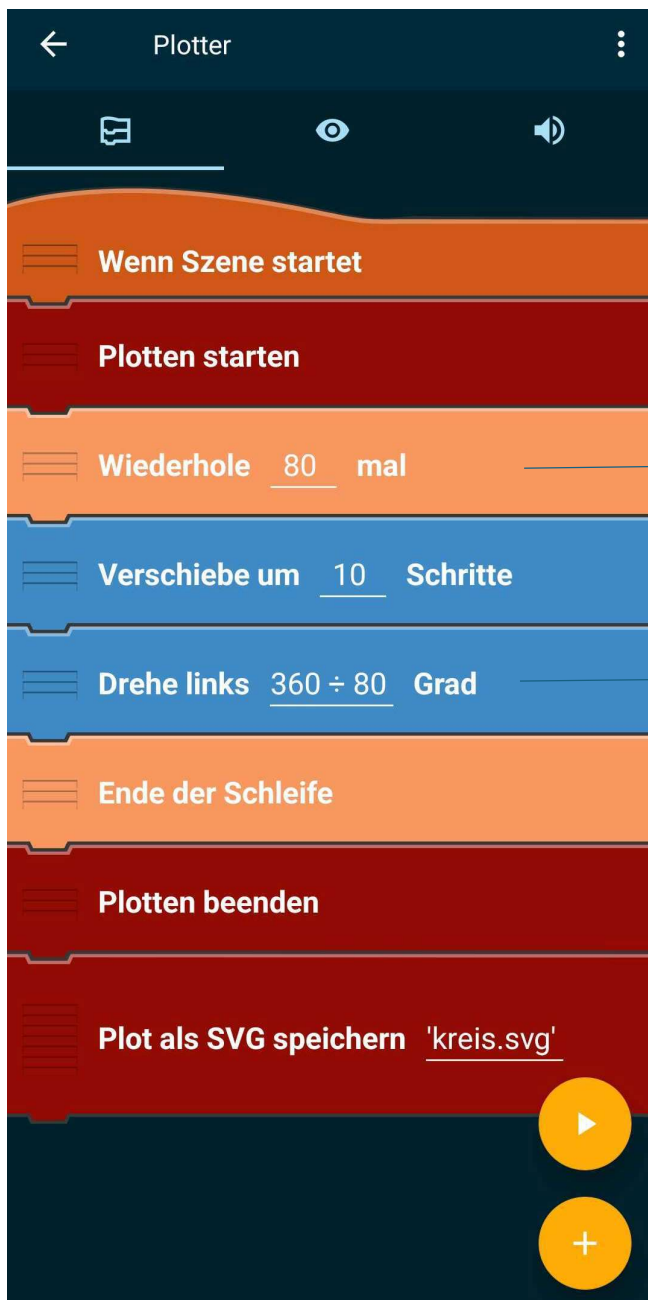 Plotter
Wenn Szene startet
Plotten starten
Wiederhole 80 mal
Verschiebe um 10 Schritte
Drehe links 360 ÷ 80 Grad
Ende der Schleife
Plotten beenden
Plot als SVG speichern 'kreis.svg'